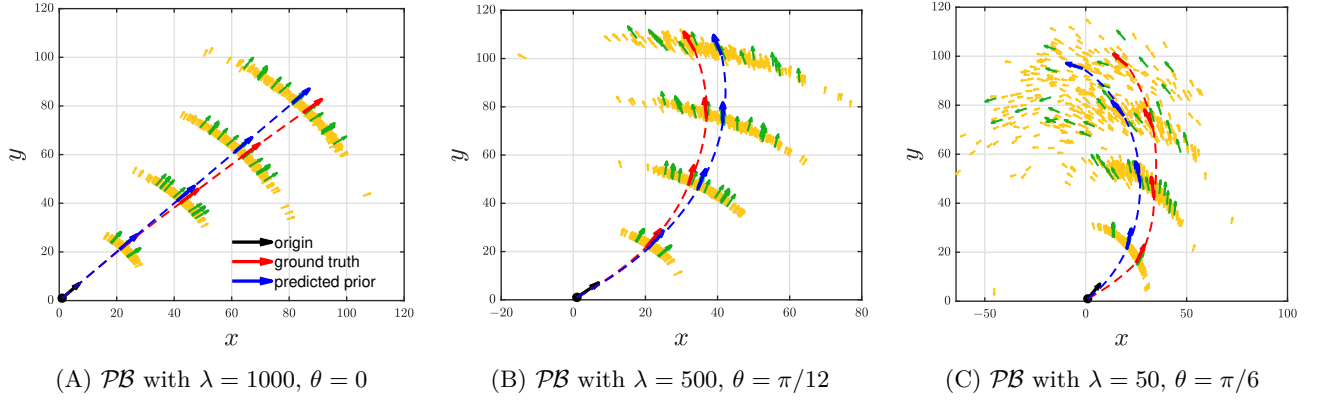 120
100
80
60
40
20
0
0 20 40 60 80 100 120
y
x
origin
ground truth
predicted prior
(A) 𝒫ℬ with λ = 1000, θ = 0
120
100
80
60
40
20
0
−20 0 20 40 60 80
y
x
(B) 𝒫ℬ with λ = 500, θ = π/12
120
100
80
60
40
20
0
−50 0 50 100
y
x
(C) 𝒫ℬ with λ = 50, θ = π/6